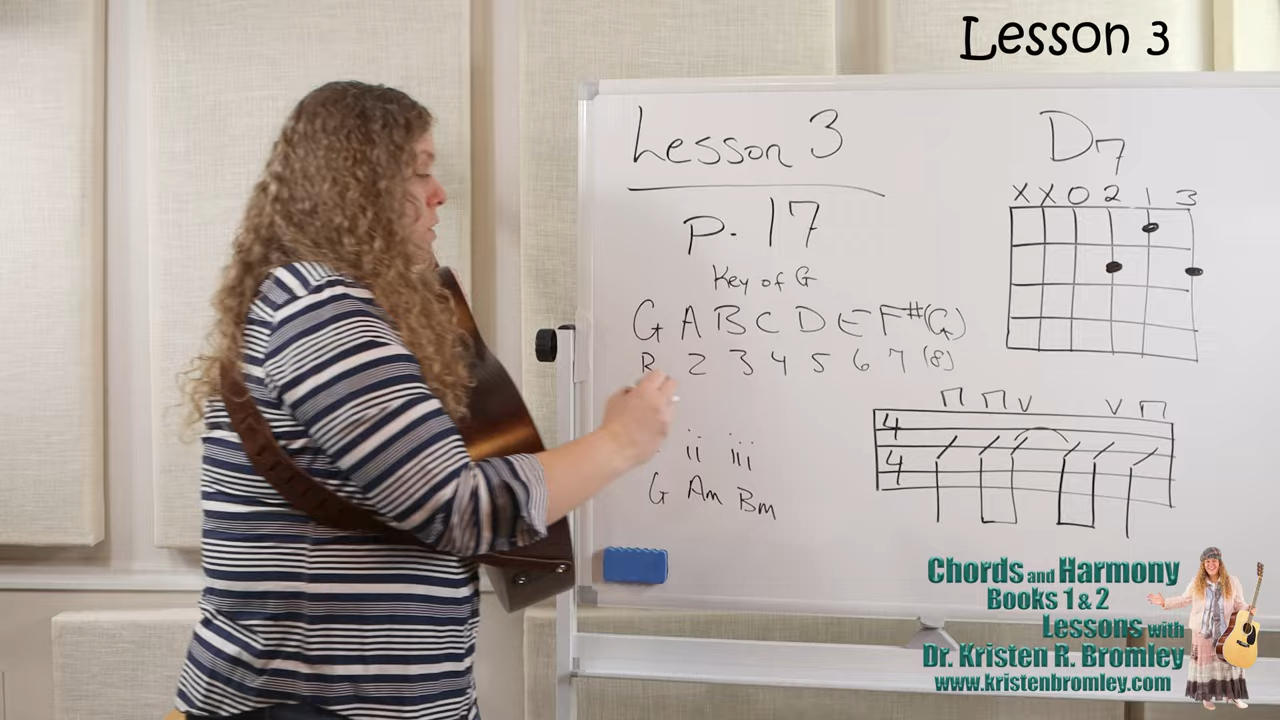 Lesson 3
Lesson 3
p. 17
Key of G
G A B C D E F# (G)
R 2 3 4 5 6 7 (8)
ii iii
G Am Bm
D7
X X O 2 1 3
V V
4
4
Chords and Harmony
Books 1 & 2
Lessons with
Dr. Kristen R. Bromley
www.kristenbromley.com